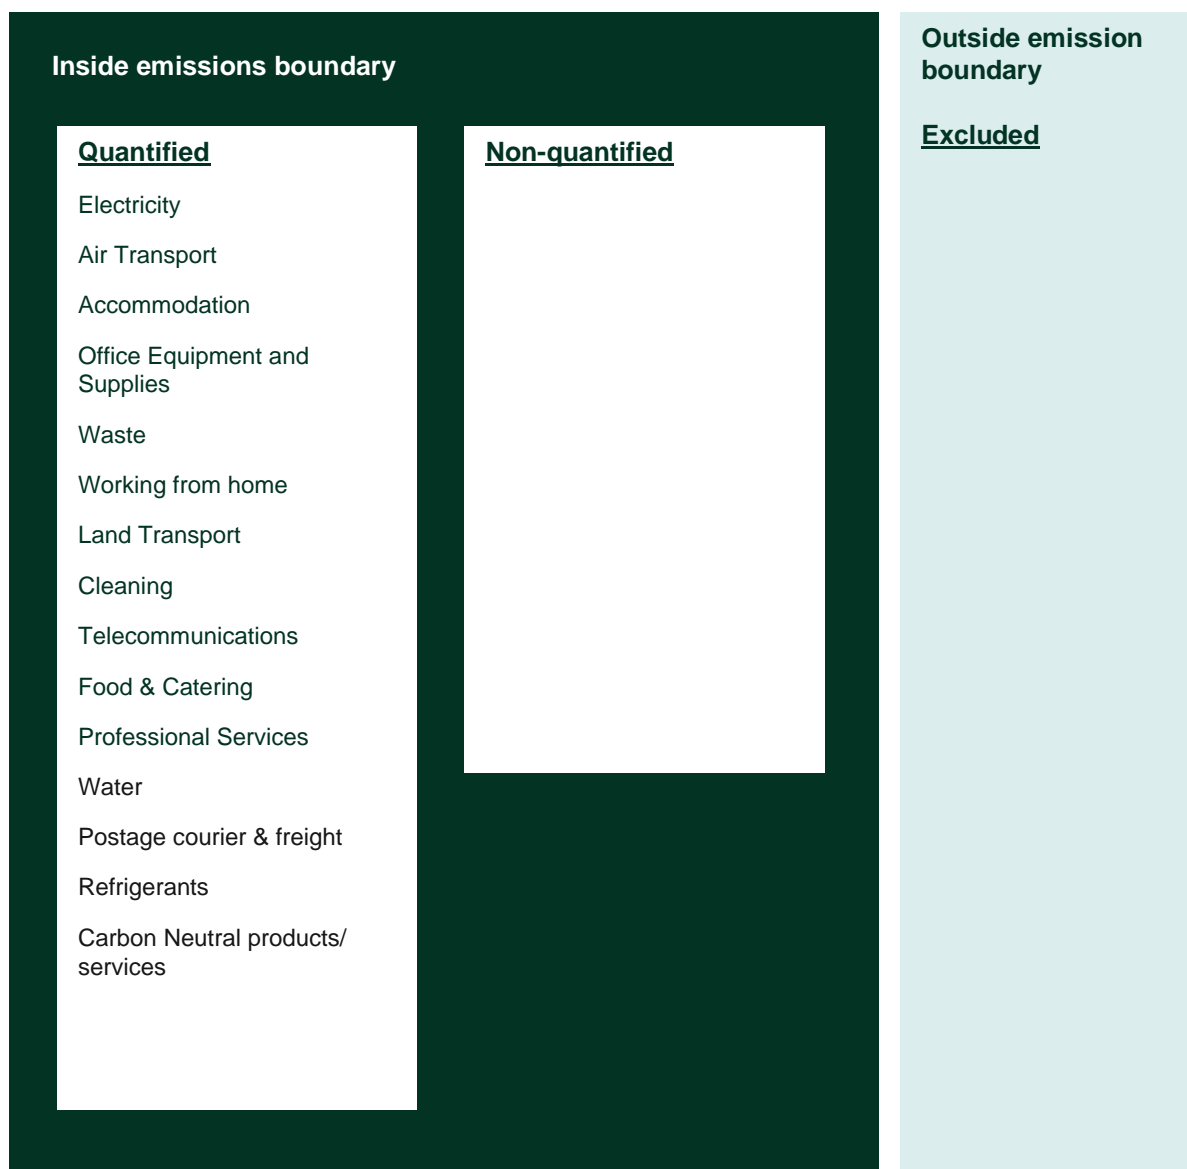 Inside emissions boundary
Quantified
Electricity
Air Transport
Accommodation
Office Equipment and
Supplies
Waste
Working from home
Land Transport
Cleaning
Telecommunications
Food & Catering
Professional Services
Water
Postage courier & freight
Refrigerants
Carbon Neutral products/
services
Non-quantified
Outside emission
boundary
Excluded